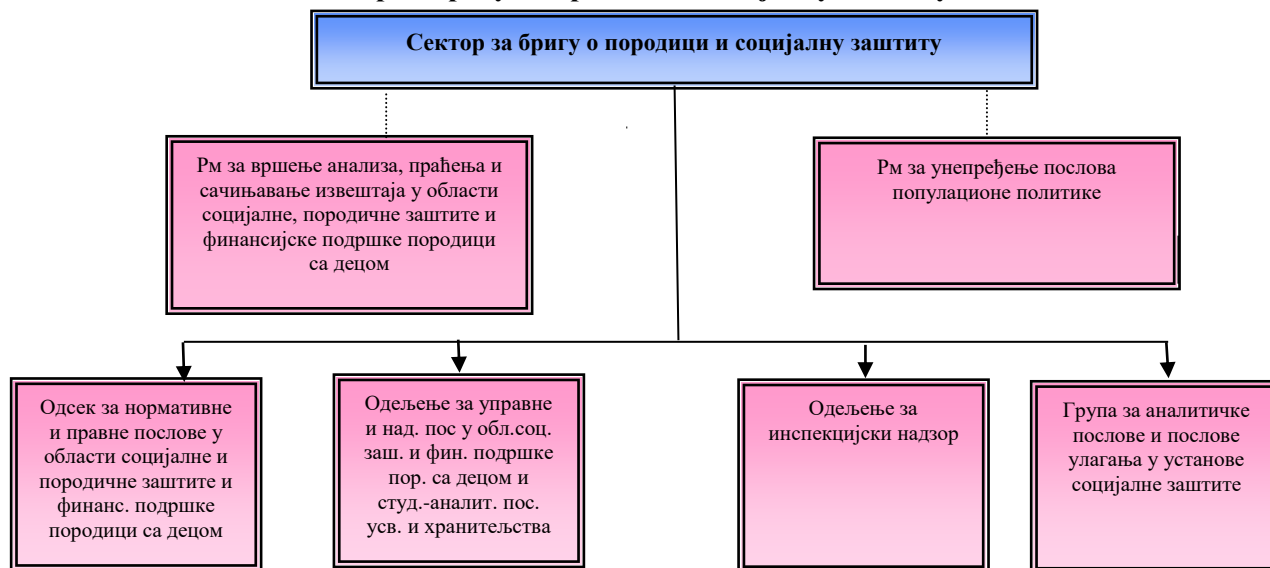 Сектор за бригу о породици и социјалну заштиту
Рм за вршење анализа, праћења и
сачињавање извештаја у области
социјалне, породичне заштите и
финансијске подршке породици
са децом
Рм за унепређење послова
популационе политике
Одсек за нормативне
и правне послове у
области социјалне и
породичне заштите и
финанс. подршке
породици са децом
Одељење за управне
и над. пос у обл.соц.
заш. и фин. подршке
пор. са децом и
студ.-аналит. пос.
усв. и хранитељства
Одељење за
инспекцијски надзор
Група за аналитичке
послове и послове
улагања у установе
социјалне заштите